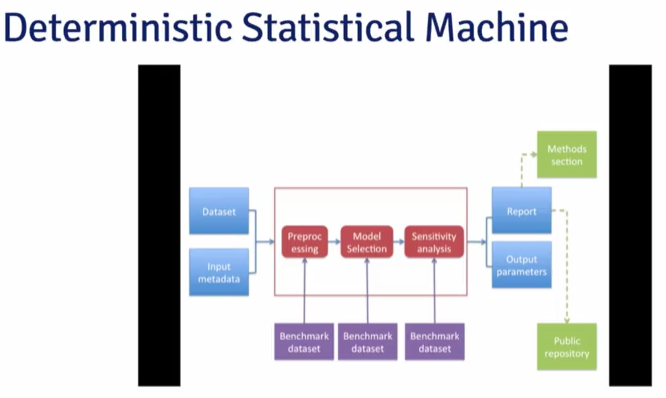 Deterministic Statistical Machine
Methods
section
Dataset
Report
Preproc
essing
Model
Selection
Sensitivity
analysis
Input
metadata
Output
parameters
Benchmark
dataset
Benchmark
dataset
Benchmark
dataset
Public
repository